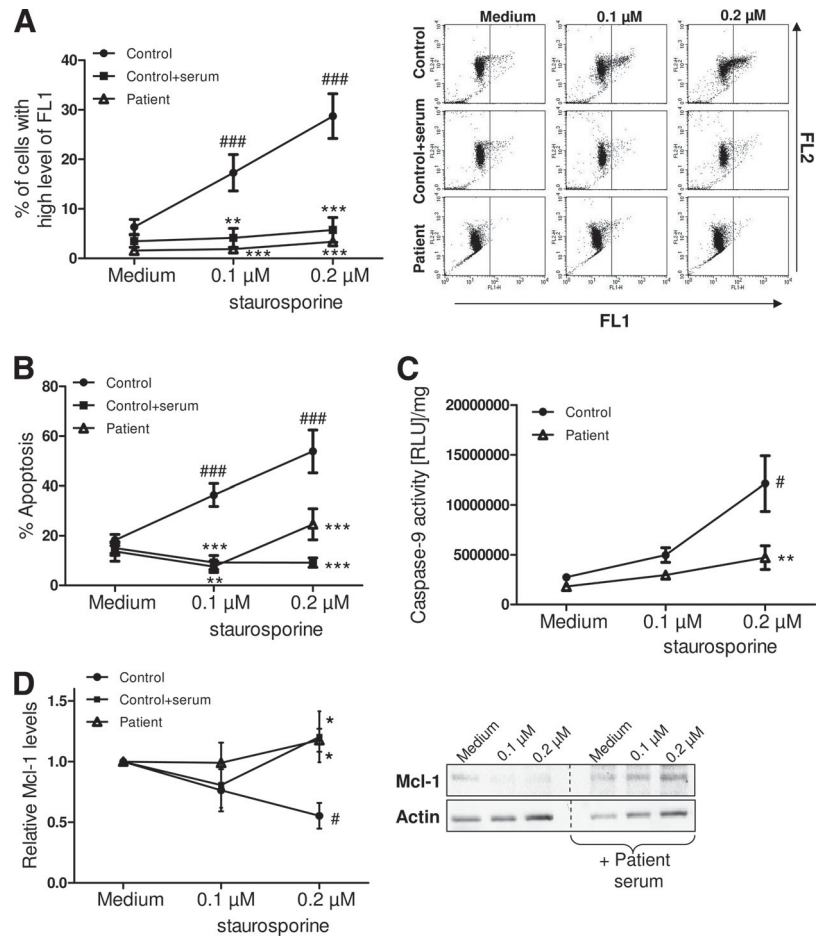 A
Control
Control+serum
Patient
% of cells with
high level of FL1
40
30
20
10
0
###
###
**
***
***
***
Medium
0.1 µM
0.2 µM
staurosporine
Medium
0.1 µM
0.2 µM
Control
Control+serum
Patient
FL2
FL1
B
Control
Control+serum
Patient
% Apoptosis
80
60
40
20
0
###
###
***
**
***
***
Medium
0.1 µM
0.2 µM
staurosporine
C
Control
Patient
Caspase-9 activity [RLU]/mg
20000000
15000000
10000000
5000000
0
#
**
Medium
0.1 µM
0.2 µM
staurosporine
D
Control
Control+serum
Patient
Relative Mcl-1 levels
1.5
1.0
0.5
0.0
*
*
#
Medium
0.1 µM
0.2 µM
staurosporine
Medium
0.1 µM
0.2 µM
Medium
0.1 µM
0.2 µM
Mcl-1
Actin
+ Patient
serum